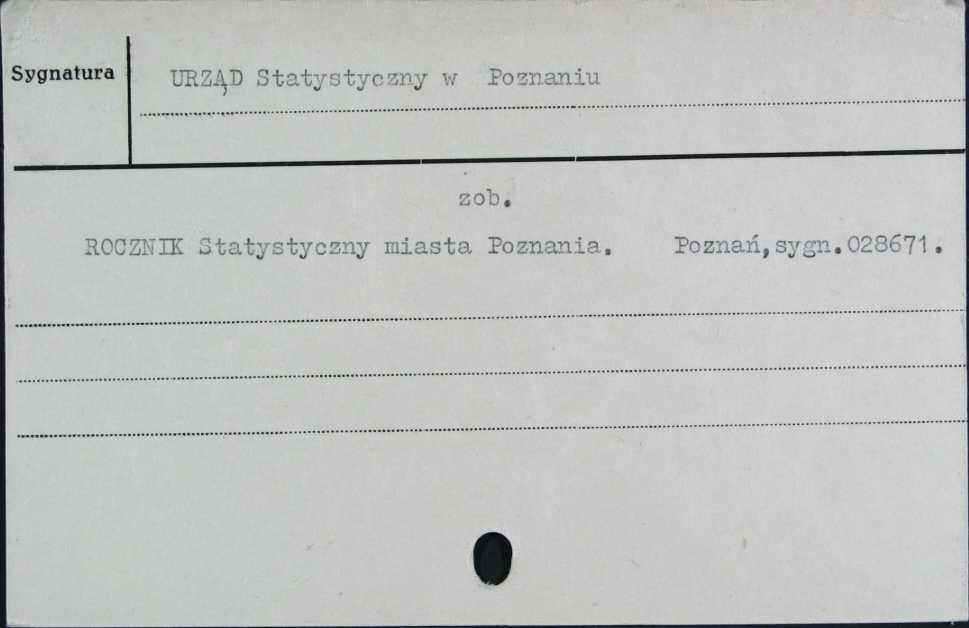 Sygnatura
URZĄD Statystyczny w Poznaniu
zob.
ROCZNIK Statystyczny miasta Poznania. Poznań,sygn.028671.